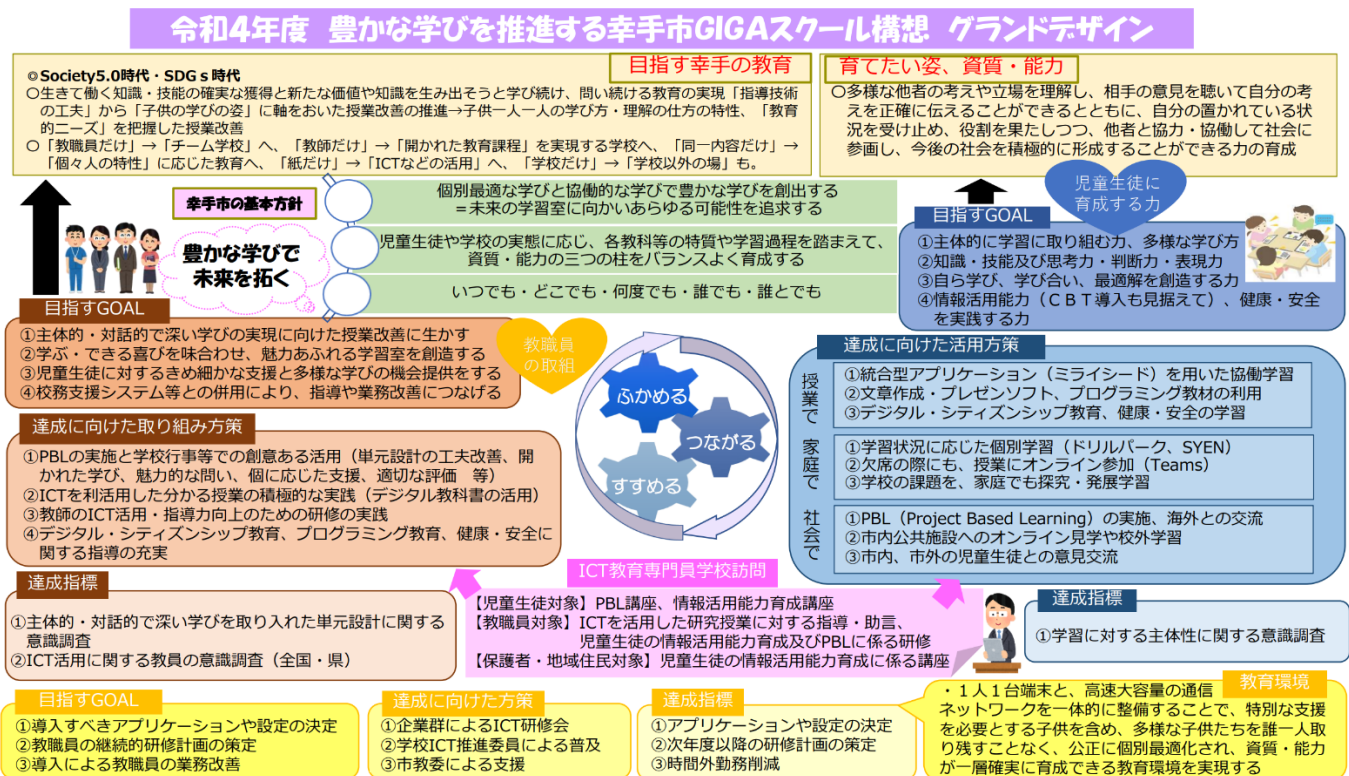 令和4年度 豊かな学びを推進する幸手市GIGAスクール構想 グランドデザイン
目指す幸手の教育
◎Society5.0時代・SDGｓ時代
○生きて働く知識・技能の確実な獲得と新たな価値や知識を生み出そうと学び続け、問い続ける教育の実現「指導技術
の工夫」から「子供の学びの姿」に軸をおいた授業改善の推進→子供一人一人の学び方・理解の仕方の特性、「教育
的ニーズ」を把握した授業改善
○「教職員だけ」→「チーム学校」へ、「教師だけ」→「開かれた教育課程」を実現する学校へ、「同一内容だけ」→
「個々人の特性」に応じた教育へ、「紙だけ」→「ICTなどの活用」へ、「学校だけ」→「学校以外の場」も。
育てたい姿、資質・能力
○多様な他者の考えや立場を理解し、相手の意見を聴いて自分の考
えを正確に伝えることができるとともに、自分の置かれている状
況を受け止め、役割を果たしつつ、他者と協力・協働して社会に
参画し、今後の社会を積極的に形成することができる力の育成
幸手市の基本方針
豊かな学びで
未来を拓く
個別最適な学びと協働的な学びで豊かな学びを創出する
＝未来の学習室に向かいあらゆる可能性を追求する
児童生徒や学校の実態に応じ、各教科等の特質や学習過程を踏まえて、
資質・能力の三つの柱をバランスよく育成する
いつでも・どこでも・何度でも・誰でも・誰とでも
児童生徒に
育成する力
目指すGOAL
①主体的に学習に取り組む力、多様な学び方
②知識・技能及び思考力・判断力・表現力
③自ら学び、学び合い、最適解を創造する力
④情報活用能力（ＣＢＴ導入も見据えて）、健康・安全
を実践する力
目指すGOAL
①主体的・対話的で深い学びの実現に向けた授業改善に生かす
②学ぶ・できる喜びを味合わせ、魅力あふれる学習室を創造する
③児童生徒に対するきめ細かな支援と多様な学びの機会提供をする
④校務支援システム等との併用により、指導や業務改善につなげる
教職員
の取組
ふかめる
つながる
すすめる
達成に向けた取り組み方策
①PBLの実施と学校行事等での創意ある活用（単元設計の工夫改善、開
かれた学び、魅力的な問い、個に応じた支援、適切な評価 等）
②ICTを利活用した分かる授業の積極的な実践（デジタル教科書の活用）
③教師のICT活用・指導力向上のための研修の実践
④デジタル・シティズンシップ教育、プログラミング教育、健康・安全に
関する指導の充実
達成に向けた活用方策
授業で
①統合型アプリケーション（ミライシード）を用いた協働学習
②文章作成・プレゼンソフト、プログラミング教材の利用
③デジタル・シティズンシップ教育、健康・安全の学習
家庭で
①学習状況に応じた個別学習（ドリルパーク、SYEN）
②欠席の際にも、授業にオンライン参加（Teams）
③学校の課題を、家庭でも探究・発展学習
社会で
①PBL（Project Based Learning）の実施、海外との交流
②市内公共施設へのオンライン見学や校外学習
③市内、市外の児童生徒との意見交流
達成指標
①主体的・対話的で深い学びを取り入れた単元設計に関する
意識調査
②ICT活用に関する教員の意識調査（全国・県）
ICT教育専門員学校訪問
【児童生徒対象】PBL講座、情報活用能力育成講座
【教職員対象】ICTを活用した研究授業に対する指導・助言、
児童生徒の情報活用能力育成及びPBLに係る研修
【保護者・地域住民対象】児童生徒の情報活用能力育成に係る講座
達成指標
①学習に対する主体性に関する意識調査
目指すGOAL
①導入すべきアプリケーションや設定の決定
②教職員の継続的研修計画の策定
③導入による教職員の業務改善
達成に向けた方策
①企業群によるICT研修会
②学校ICT推進委員による普及
③市教委による支援
達成指標
①アプリケーションや設定の決定
②次年度以降の研修計画の策定
③時間外勤務削減
教育環境
・１人１台端末と、高速大容量の通信
ネットワークを一体的に整備することで、特別な支援
を必要とする子供を含め、多様な子供たちを誰一人取
り残すことなく、公正に個別最適化され、資質・能力
が一層確実に育成できる教育環境を実現する